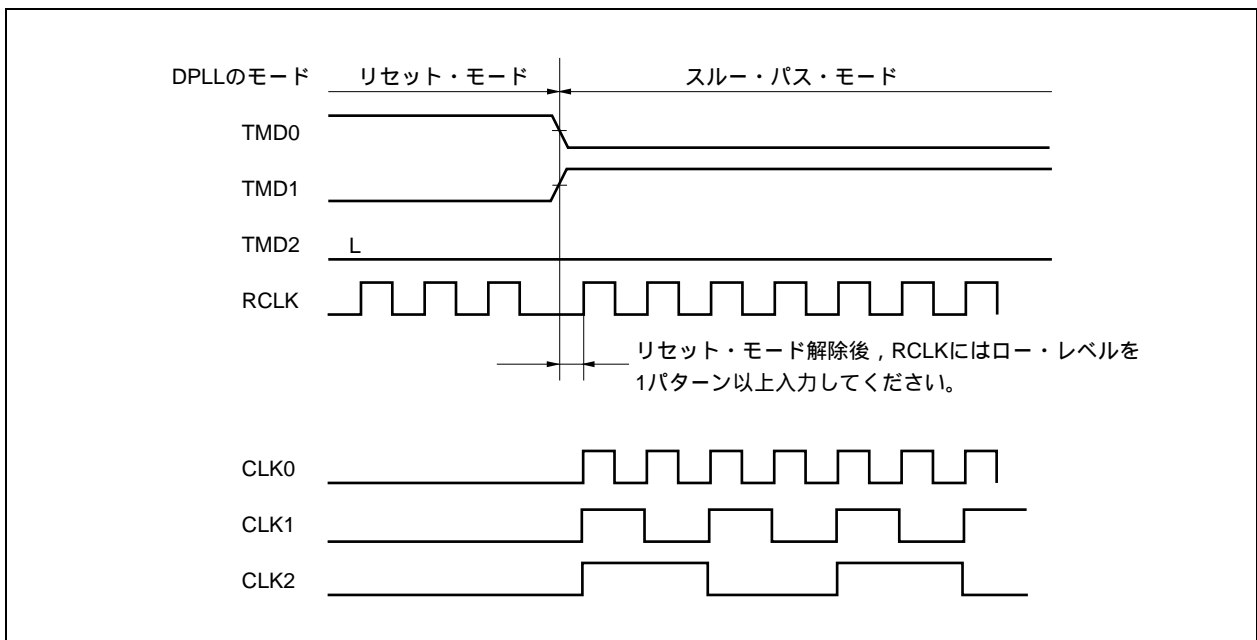 DPLLのモード
リセット・モード
スルー・パス・モード
TMD0
TMD1
TMD2
L
RCLK
リセット・モード解除後，RCLKにはロー・レベルを
1パターン以上入力してください。
CLK0
CLK1
CLK2